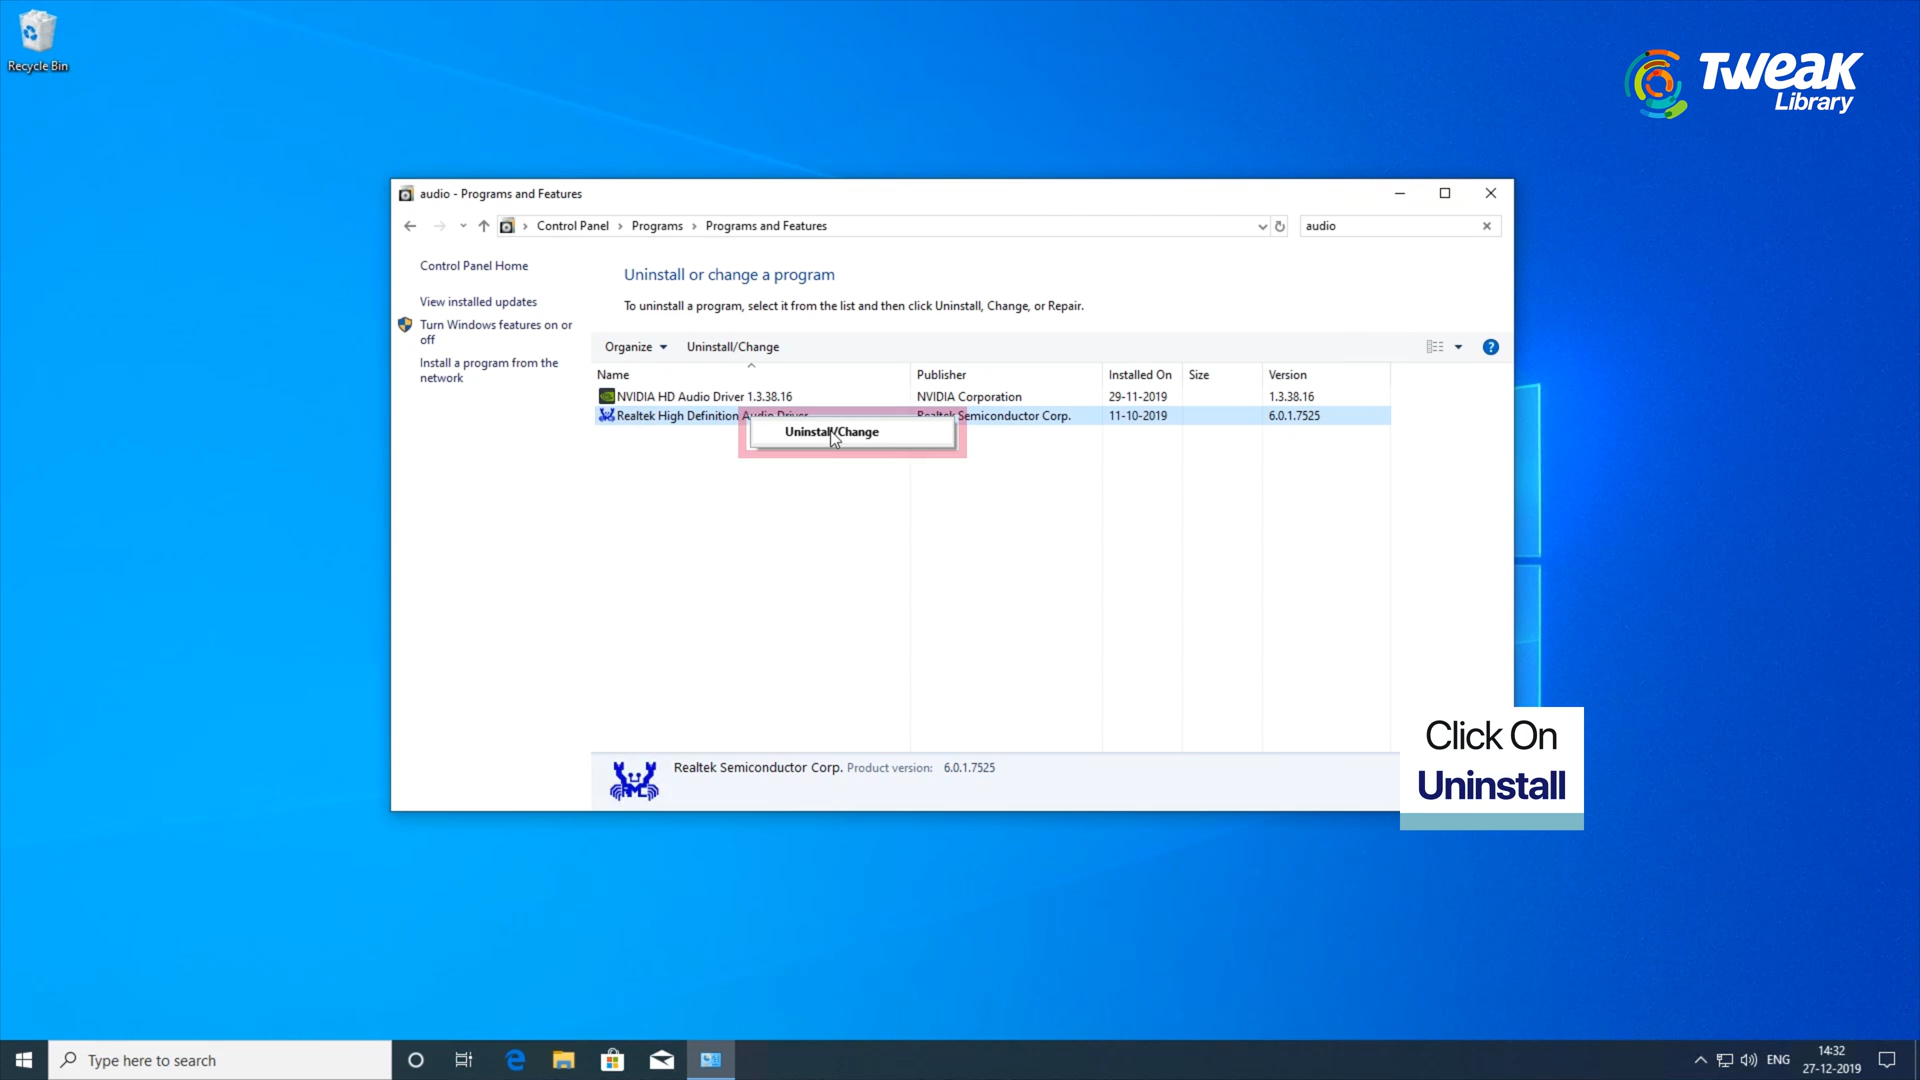 Recycle Bin
TWeaK
Library
audio - Programs and Features
Control Panel
Programs
Programs and Features
audio
Control Panel Home
View installed updates
Turn Windows features on or
off
Install a program from the
network
Uninstall or change a program
To uninstall a program, select it from the list and then click Uninstall, Change, or Repair.
Organize
Uninstall/Change
Name
Publisher
Installed On
Size
Version
NVIDIA HD Audio Driver 1.3.38.16
NVIDIA Corporation
29-11-2019
1.3.38.16
Realtek High Definition Audio Driver
Realtek Semiconductor Corp.
11-10-2019
6.0.1.7525
Uninstall/Change
Realtek Semiconductor Corp. Product version: 6.0.1.7525
Click On
Uninstall
Type here to search
ENG
14:32
27-12-2019